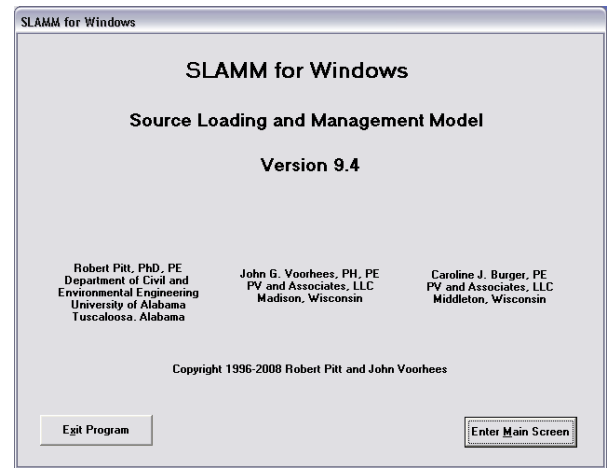 SLAMM for Windows
SLAMM for Windows
Source Loading and Management Model
Version 9.4
Robert Pitt, PhD, PE
Department of Civil and
Environmental Engineering
University of Alabama
Tuscaloosa. Alabama
John G. Voorhees, PH, PE
PV and Associates, LLC
Madison, Wisconsin
Caroline J. Burger, PE
PV and Associates, LLC
Middleton, Wisconsin
Copyright 1996-2008 Robert Pitt and John Voorhees
Exit Program
Enter Main Screen